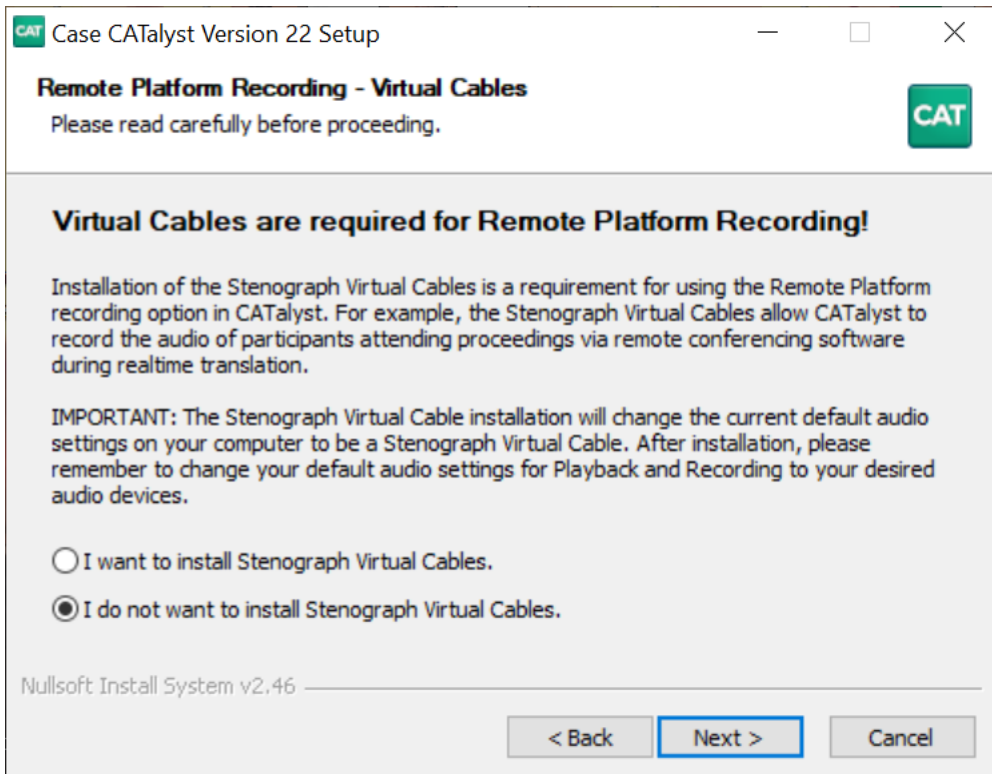 CAT Case CATalyst Version 22 Setup
Remote Platform Recording - Virtual Cables
Please read carefully before proceeding.
CAT
Virtual Cables are required for Remote Platform Recording!
Installation of the Stenograph Virtual Cables is a requirement for using the Remote Platform
recording option in CATalyst. For example, the Stenograph Virtual Cables allow CATalyst to
record the audio of participants attending proceedings via remote conferencing software
during realtime translation.
IMPORTANT: The Stenograph Virtual Cable installation will change the current default audio
settings on your computer to be a Stenograph Virtual Cable. After installation, please
remember to change your default audio settings for Playback and Recording to your desired
audio devices.
I want to install Stenograph Virtual Cables.
I do not want to install Stenograph Virtual Cables.
Nullsoft Install System v2.46
< Back Next > Cancel